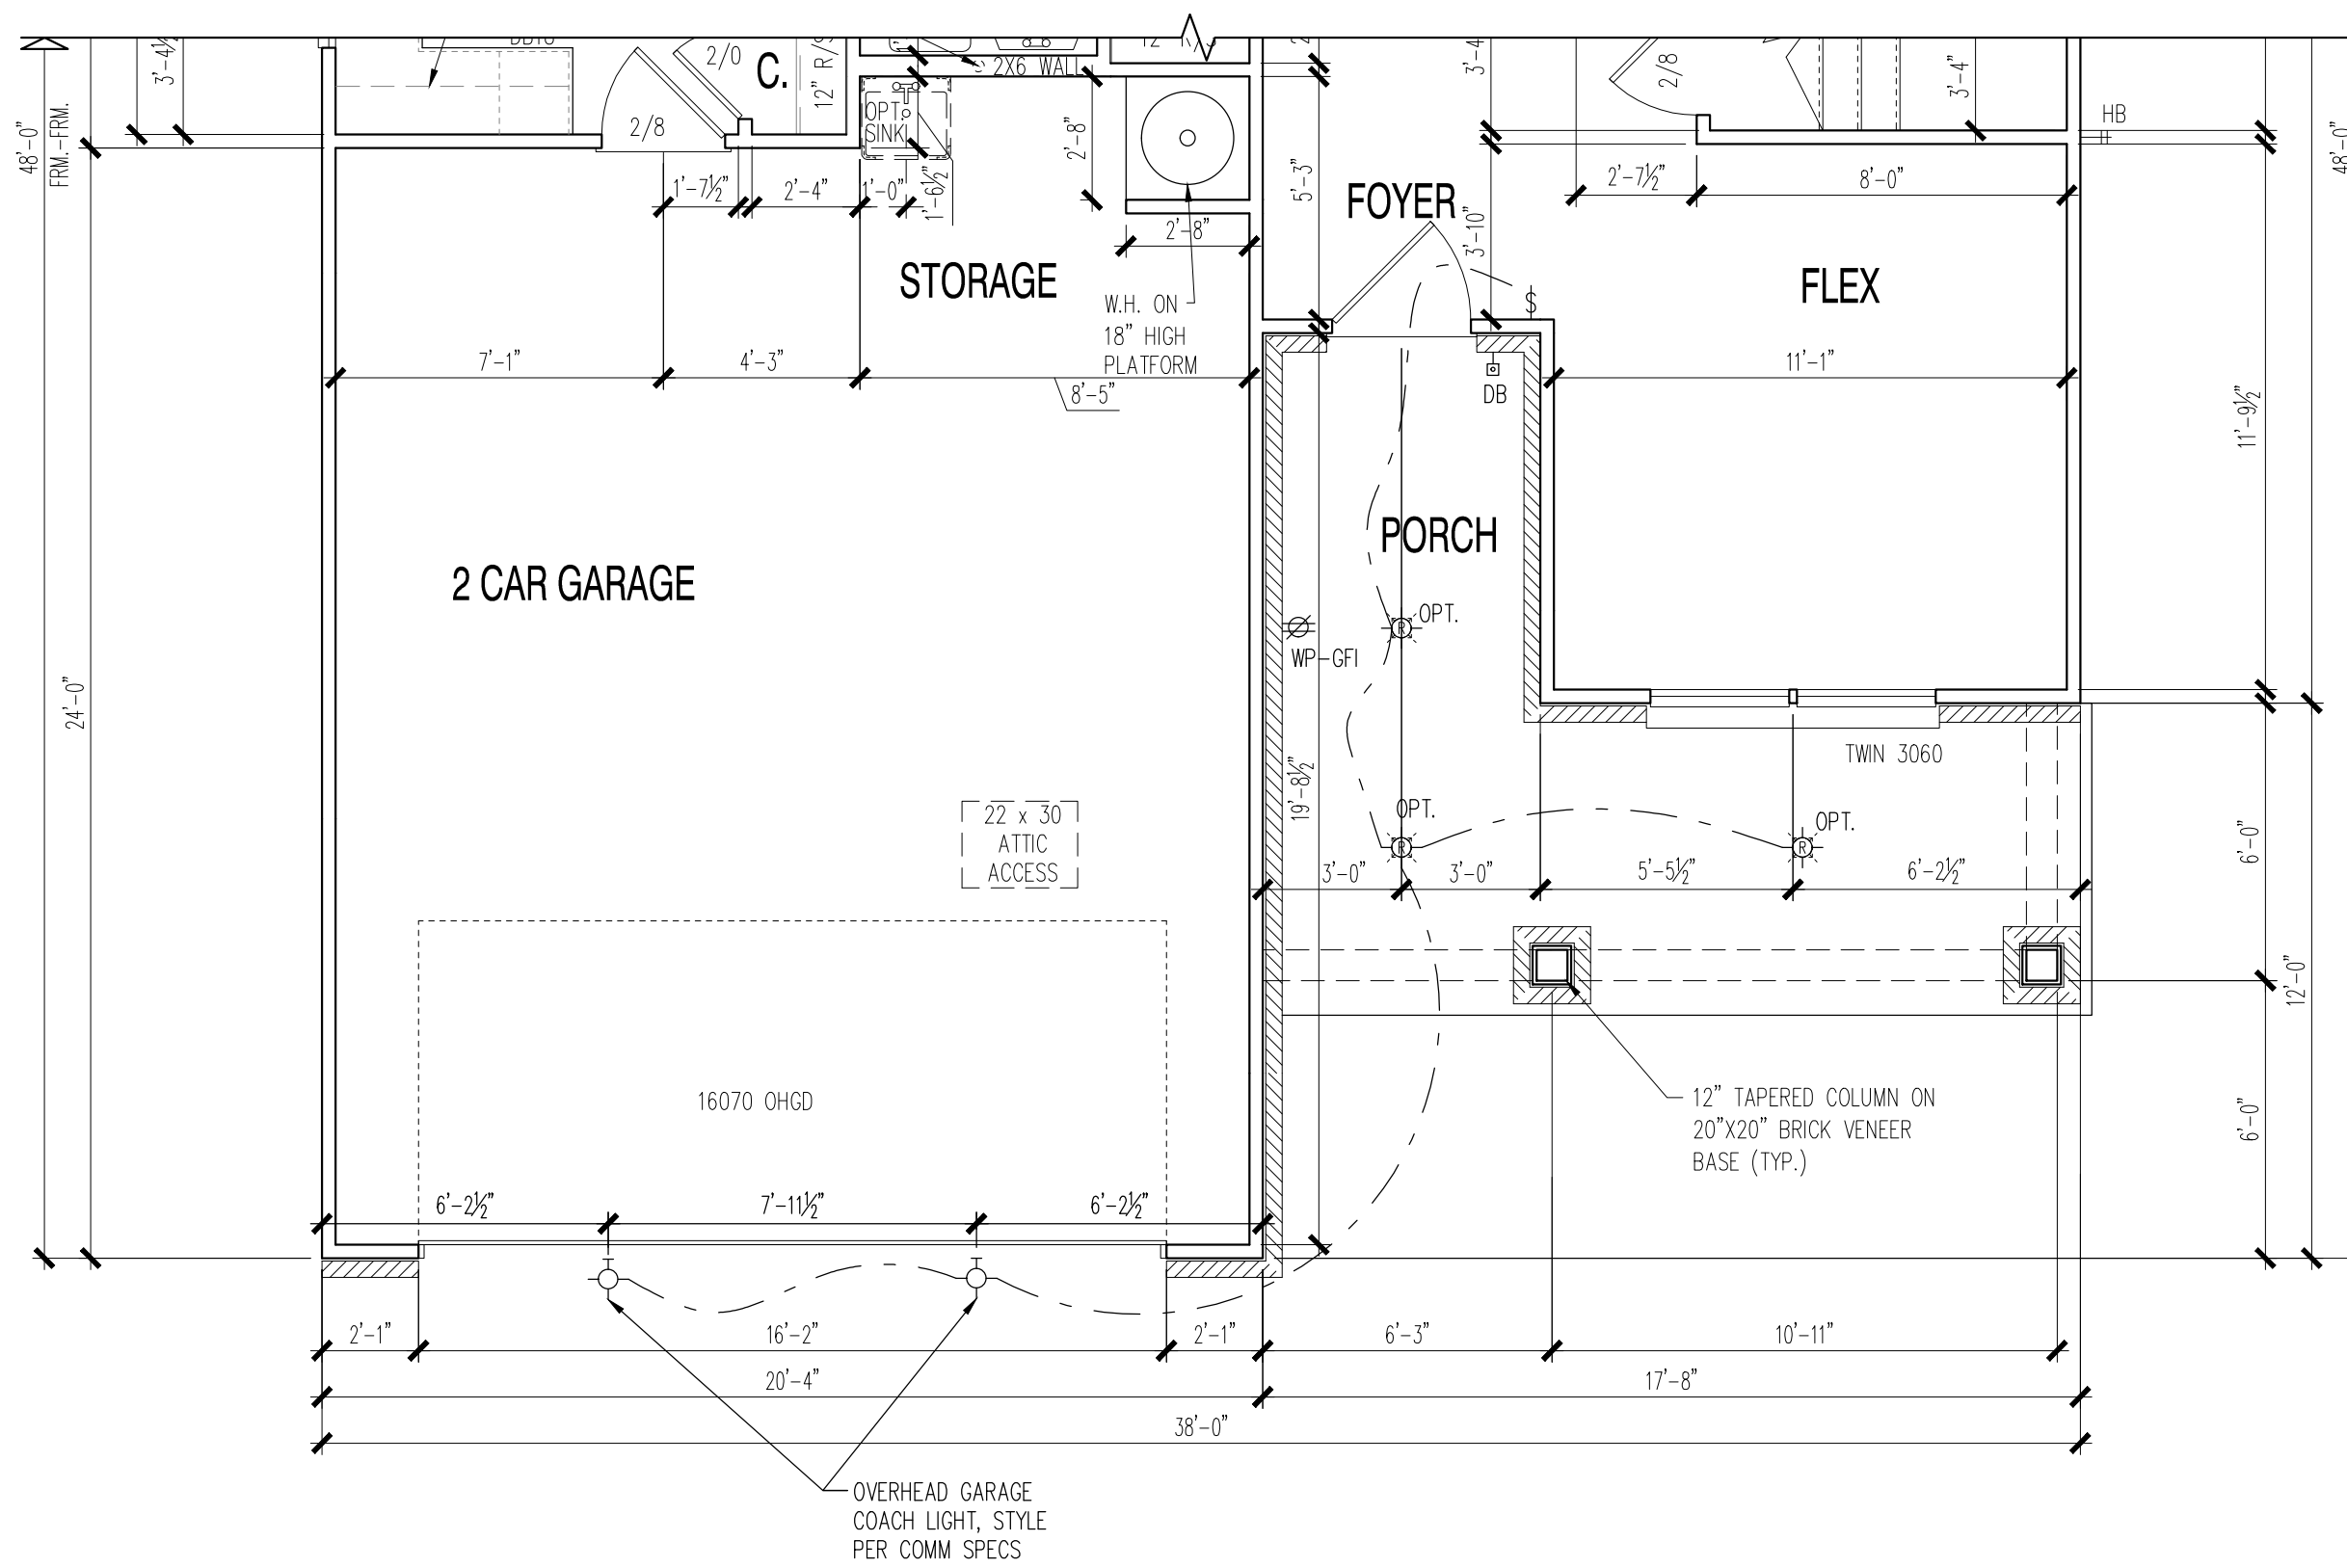 48'-0"
FRM.-FRM.
24'-0"
3'-4½"
2/8
2/0
C.
12" R/S
2X6 WALL
OPT.
SINK
2'-8"
1'-7½"
2'-4"
1'-0"
1'-6½"
2'-8"
STORAGE
W.H. ON
18" HIGH
PLATFORM
7'-1"
4'-3"
8'-5"
5'-3"
FOYER
3'-4
3'-10"
2/8
3'-4"
2'-7½"
8'-0"
HB
48'-0"
FLEX
S
DB
11'-1"
11'-9½"
2 CAR GARAGE
PORCH
R
OPT.
WP-GFI
TWIN 3060
19'-8½"
22 x 30
ATTIC
ACCESS
OPT.
R
OPT.
R
3'-0"
3'-0"
5'-5½"
6'-2½"
6'-0"
12'-0"
6'-0"
16070 OHGD
12" TAPERED COLUMN ON
20"X20" BRICK VENEER
BASE (TYP.)
6'-2½"
7'-11½"
6'-2½"
2'-1"
16'-2"
2'-1"
6'-3"
10'-11"
20'-4"
17'-8"
38'-0"
OVERHEAD GARAGE
COACH LIGHT, STYLE
PER COMM SPECS